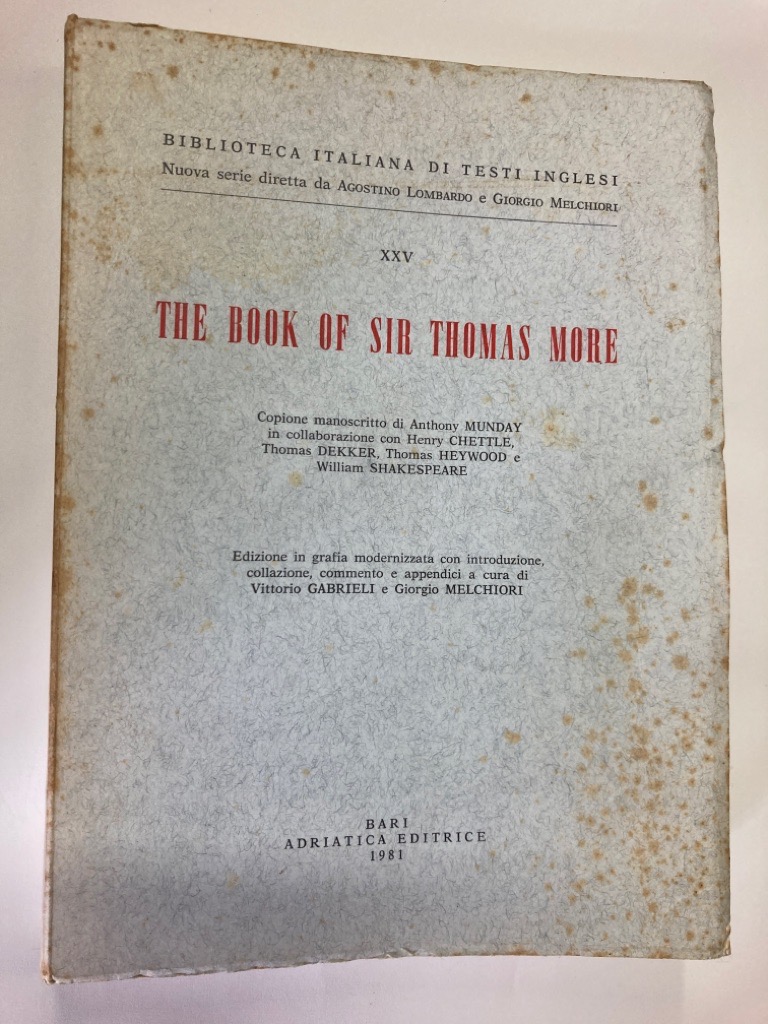 BIBLIOTECA ITALIANA DI TESTI INGLESI
Nuova serie diretta da AGOSTINO LOMBARDO e GIORGIO MELCHIORI
XXV
THE BOOK OF SIR THOMAS MORE
Copione manoscritto di Anthony MUNDAY
in collaborazione con Henry CHETTLE,
Thomas DEKKER, Thomas HEYWOOD e
William SHAKESPEARE
Edizione in grafia modernizzata con introduzione,
collazione, commento e appendici a cura di
Vittorio GABRIELI e Giorgio MELCHIORI
BARI
ADRIATICA EDITRICE
1981